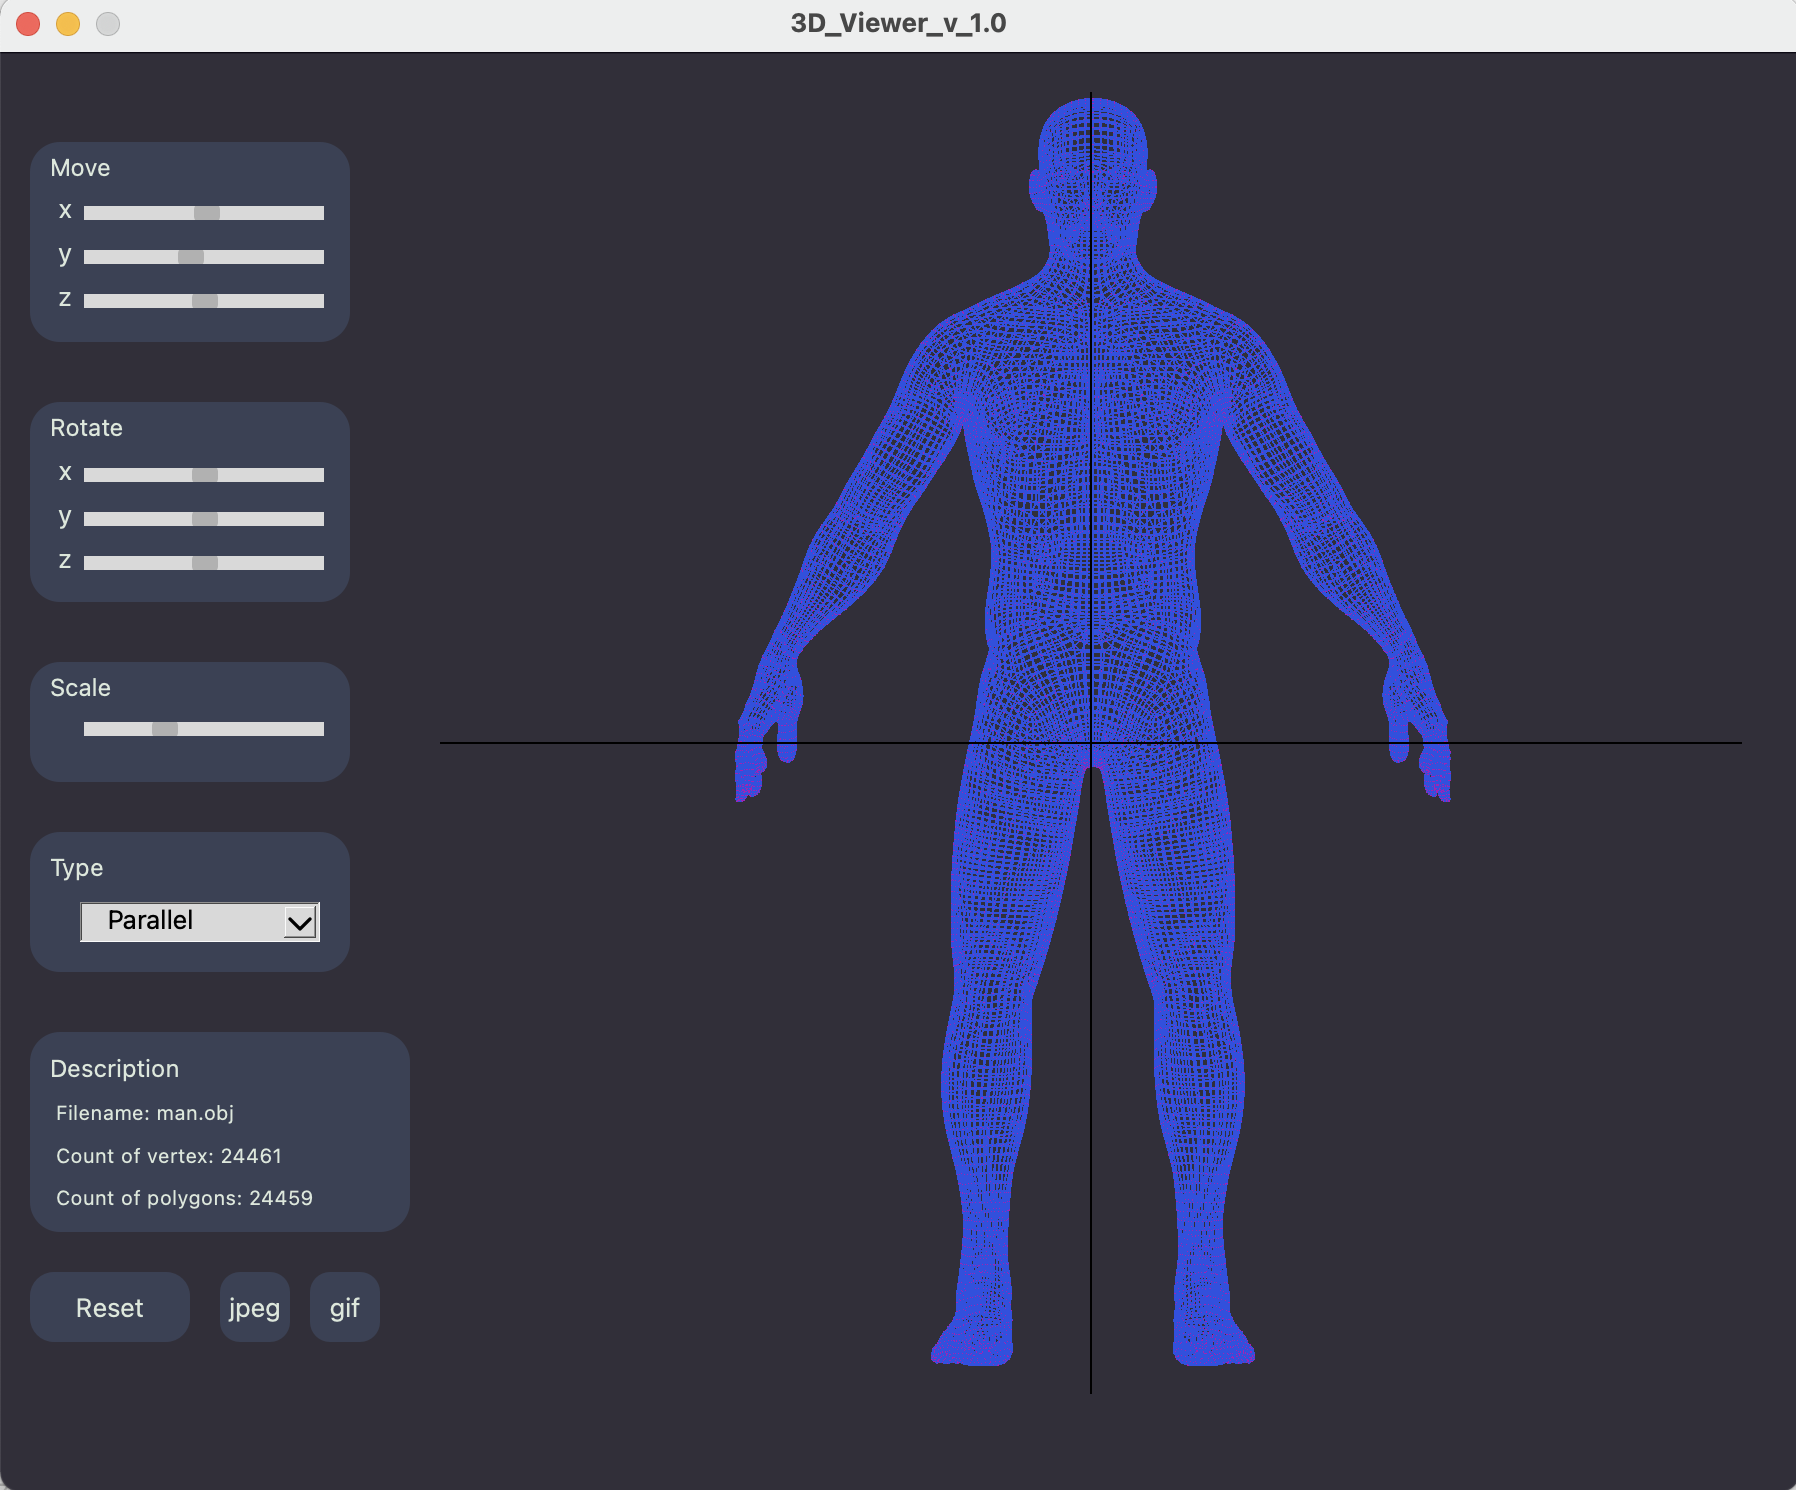 3D_Viewer_v_1.0
Move
x
y
z
Rotate
x
y
z
Scale
Type
Parallel
Description
Filename: man.obj
Count of vertex: 24461
Count of polygons: 24459
Reset
jpeg
gif